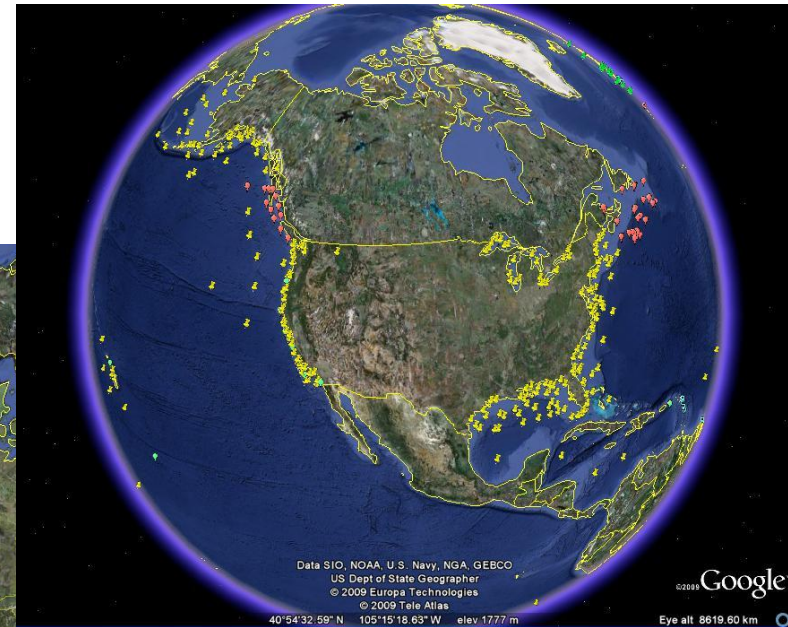 Data SIO, NOAA, U.S. Navy, NGA, GEBCO
US Dept of State Geographer
© 2009 Europa Technologies
© 2009 Tele Atlas
©2009 Google
40°54'32.59" N 105°15'18.63" W elev 1777 m Eye alt 8619.60 km